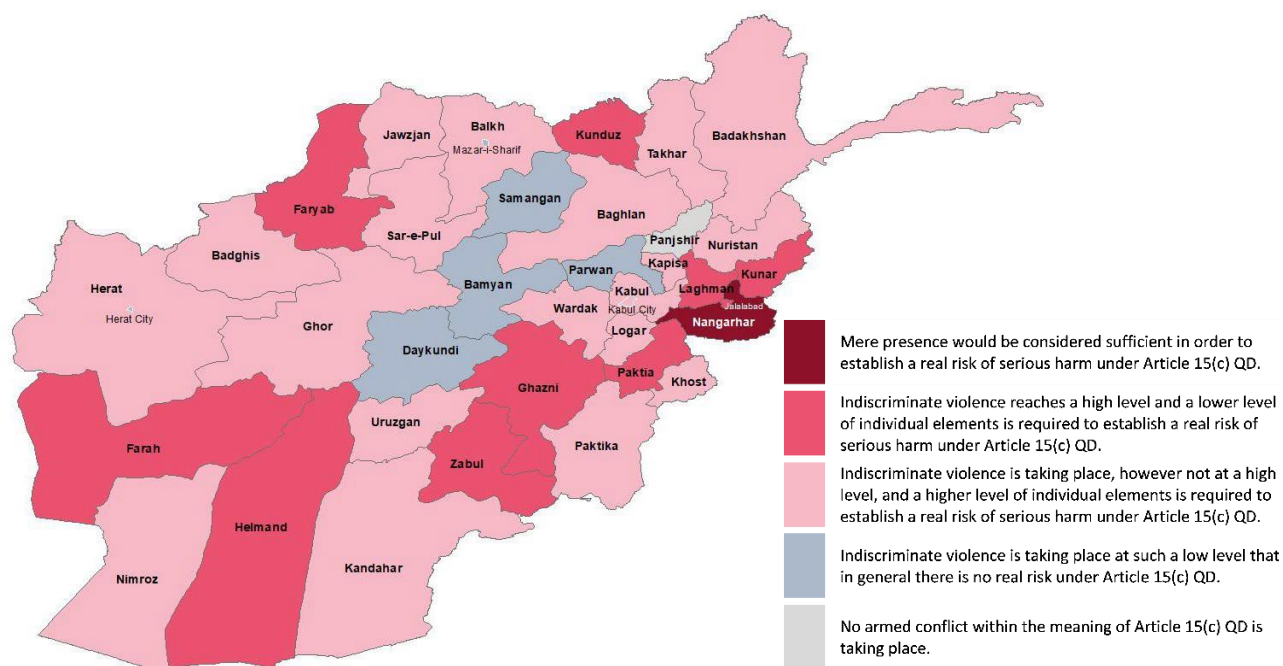 Jawzjan
Balkh
Mazar-i-Sharif
Kunduz
Takhar
Badakhshan
Samangan
Faryab
Baghlan
Sar-e-Pul
Panjshir
Nuristan
Badghis
Kapisa
Parwan
Kunar
Herat
Bamyan
Laghman
Kabul
Jalalabad
Herat City
Wardak
Kabul City
Nangarhar
Ghor
Logar
Daykundi
Paktia
Ghazni
Khost
Uruzgan
Farah
Paktika
Zabul
Helmand
Kandahar
Nimroz
Mere presence would be considered sufficient in order to
establish a real risk of serious harm under Article 15(c) QD.
Indiscriminate violence reaches a high level and a lower level
of individual elements is required to establish a real risk of
serious harm under Article 15(c) QD.
Indiscriminate violence is taking place, however not at a high
level, and a higher level of individual elements is required to
establish a real risk of serious harm under Article 15(c) QD.
Indiscriminate violence is taking place at such a low level that
in general there is no real risk under Article 15(c) QD.
No armed conflict within the meaning of Article 15(c) QD is
taking place.